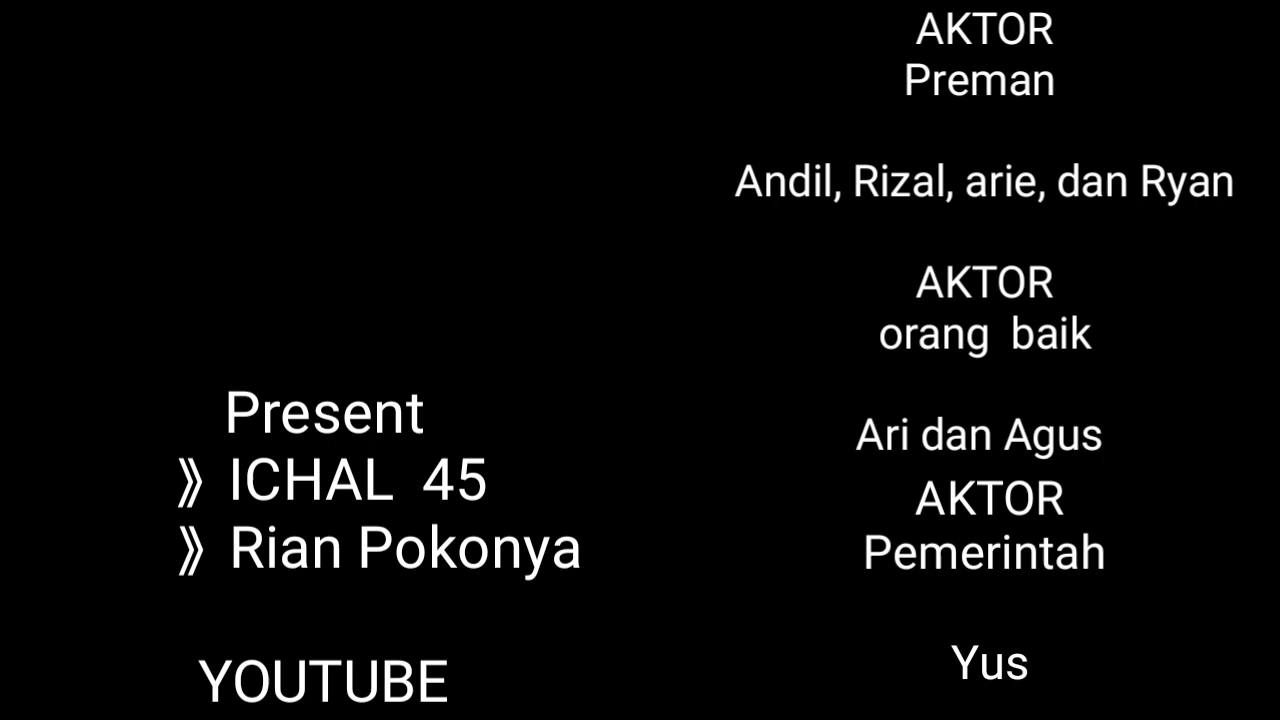 Present
》 ICHAL 45
》 Rian Pokonya
YOUTUBE
AKTOR
Preman
Andil, Rizal, arie, dan Ryan
AKTOR
orang baik
Ari dan Agus
AKTOR
Pemerintah
Yus